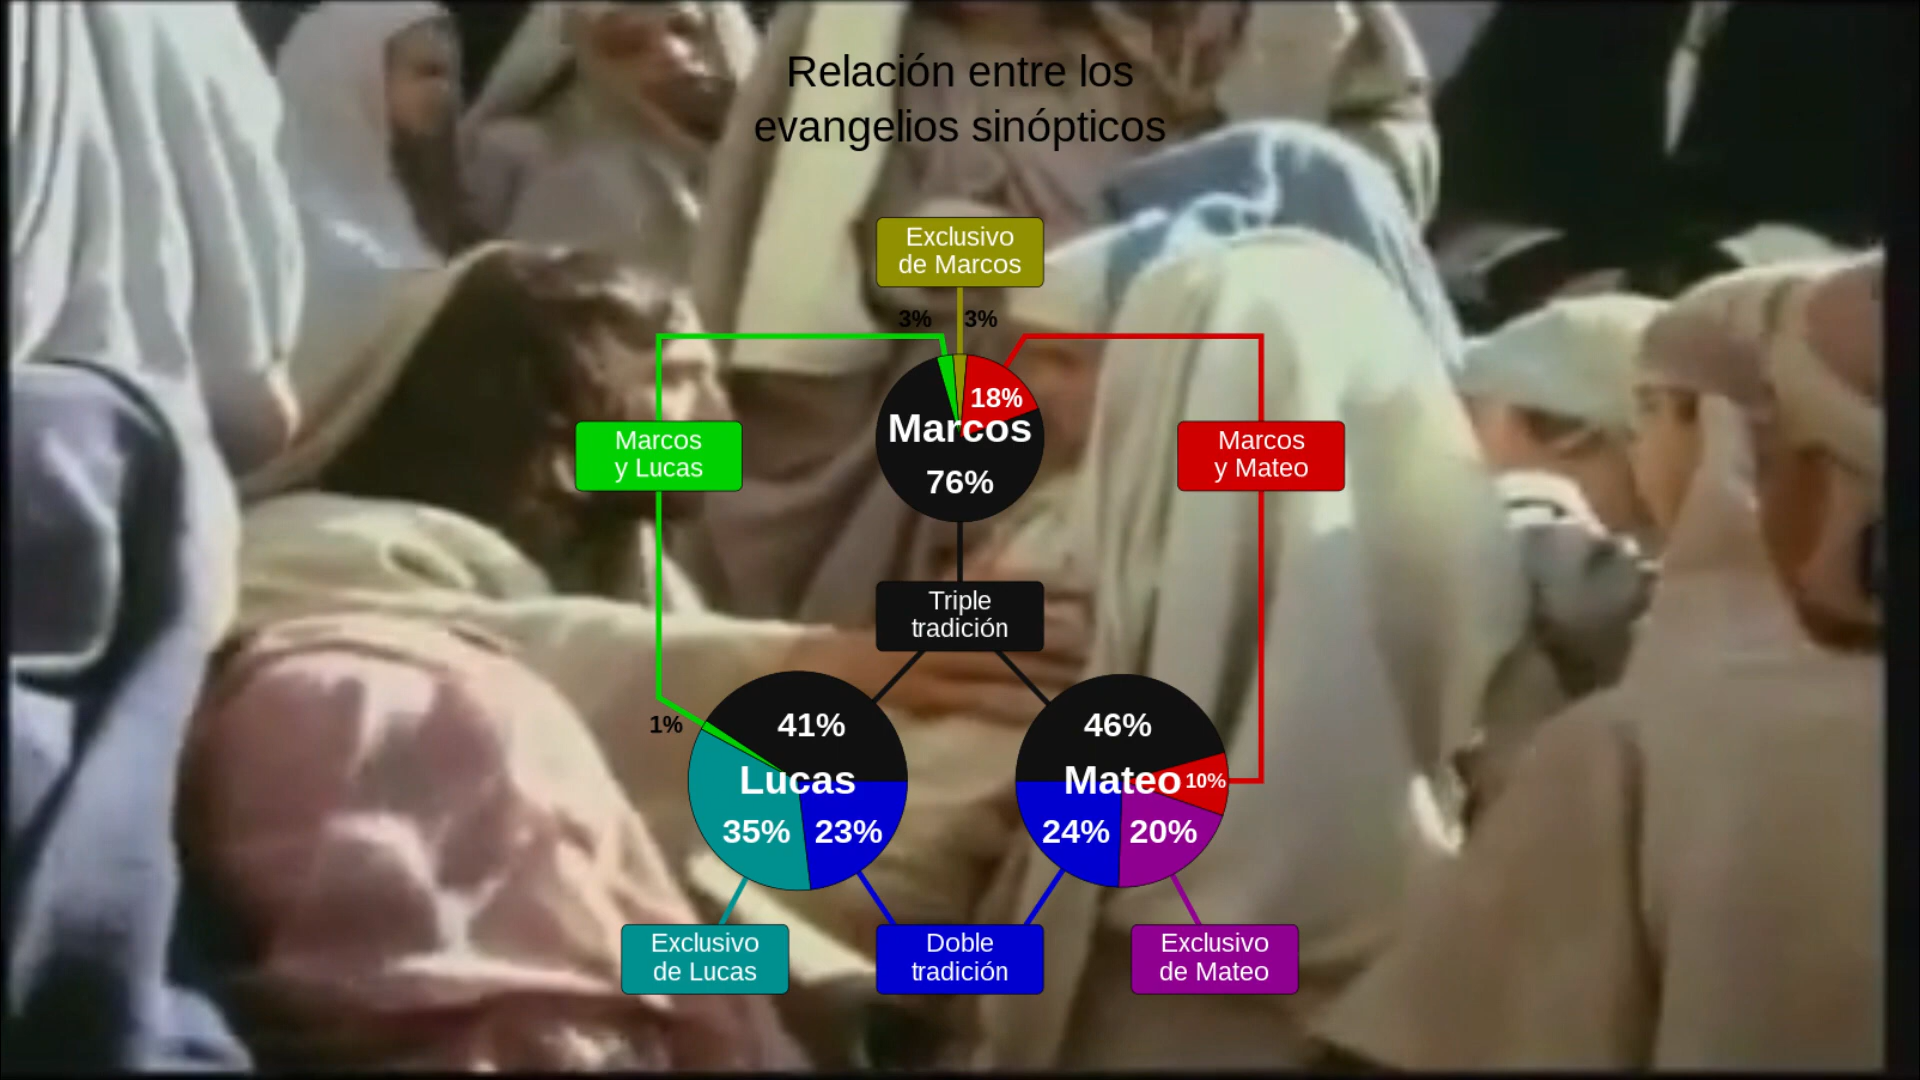 Relación entre los
evangelios sinópticos
Exclusivo
de Marcos
3%
3%
18%
Marcos
76%
Marcos
y Lucas
Marcos
y Mateo
Triple
tradición
1%
41%
Lucas
35%
23%
46%
Mateo
10%
24%
20%
Exclusivo
de Lucas
Doble
tradición
Exclusivo
de Mateo